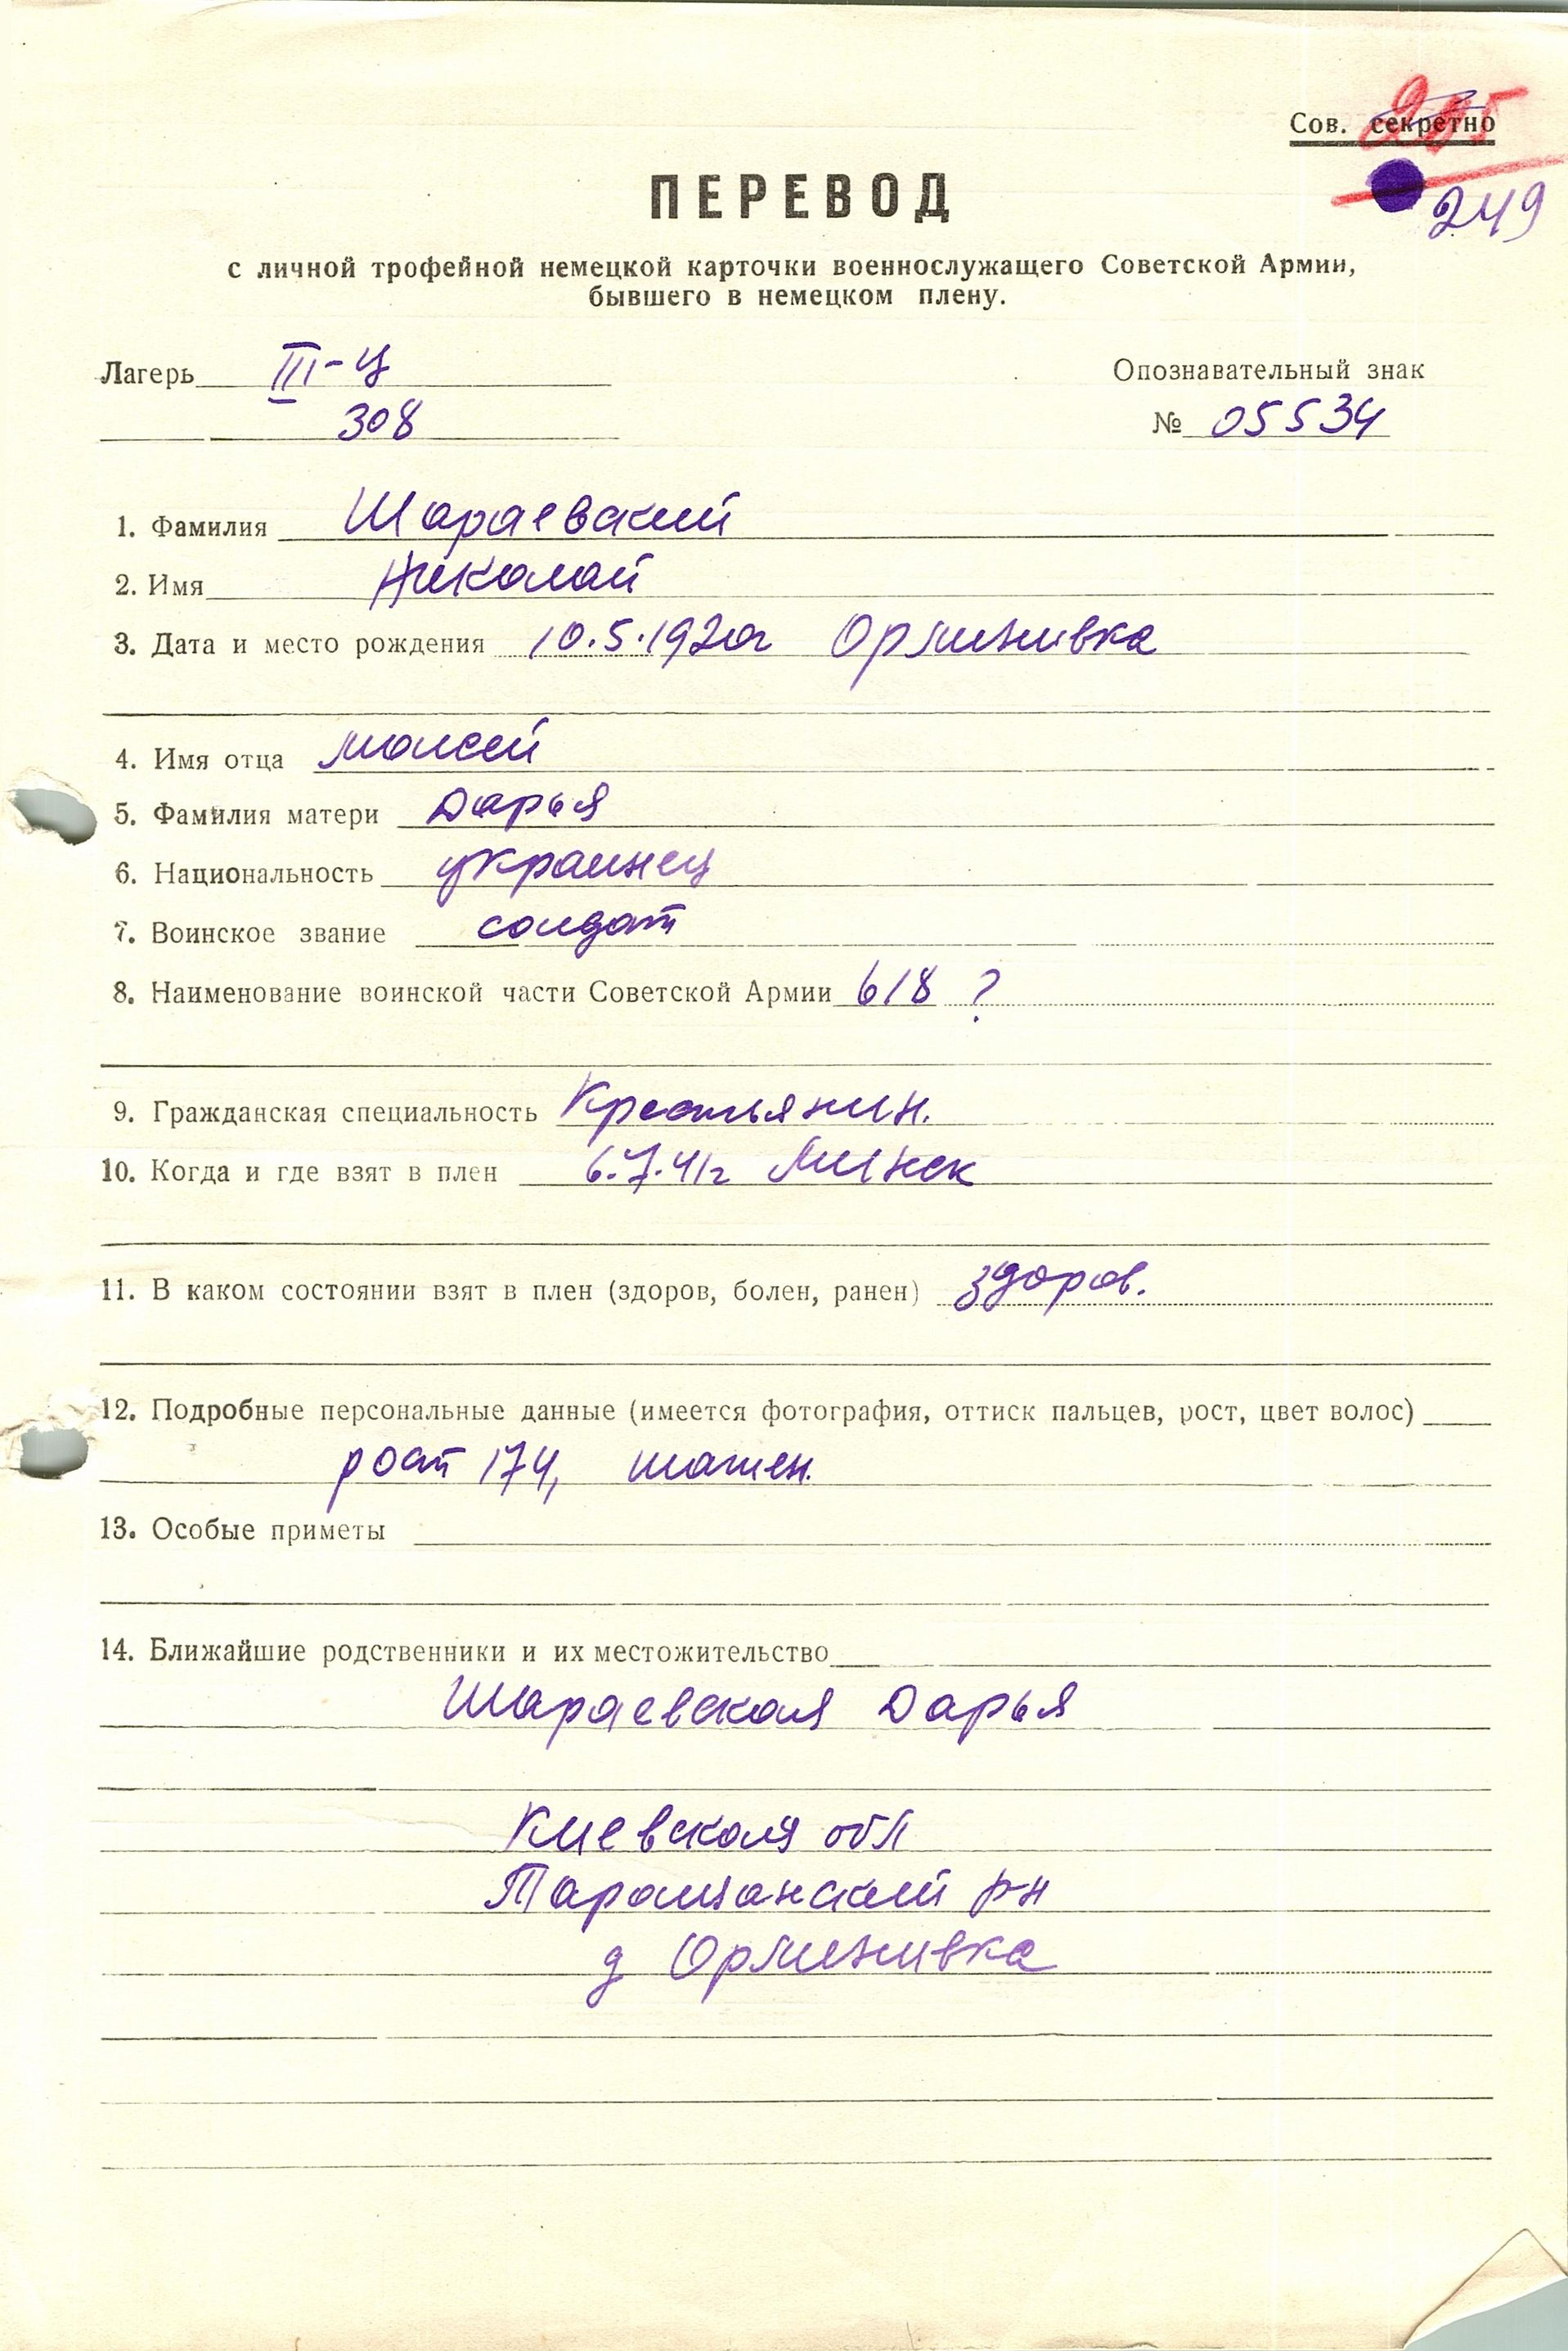 Сов. секретно
249
ПЕРЕВОД
с личной трофейной немецкой карточки военнослужащего Советской Армии,
бывшего в немецком плену.
Лагерь III-Ц
Опознавательный знак
308
№ 05534
1. Фамилия Шараевский
2. Имя Николай
3. Дата и место рождения 10.5.1920г Орлинивка
4. Имя отца Моисей
5. Фамилия матери Дарья
6. Национальность украинец
7. Воинское звание солдат
8. Наименование воинской части Советской Армии 618 ?
9. Гражданская специальность Крестьянин.
10. Когда и где взят в плен 6.7.41г Минск
11. В каком состоянии взят в плен (здоров, болен, ранен) здоров.
12. Подробные персональные данные (имеется фотография, оттиск пальцев, рост, цвет волос)
рост 174, шатен.
13. Особые приметы
14. Ближайшие родственники и их местожительство
Шараевская Дарья
Киевская обл
Таращанский р-н
д Орлинивка